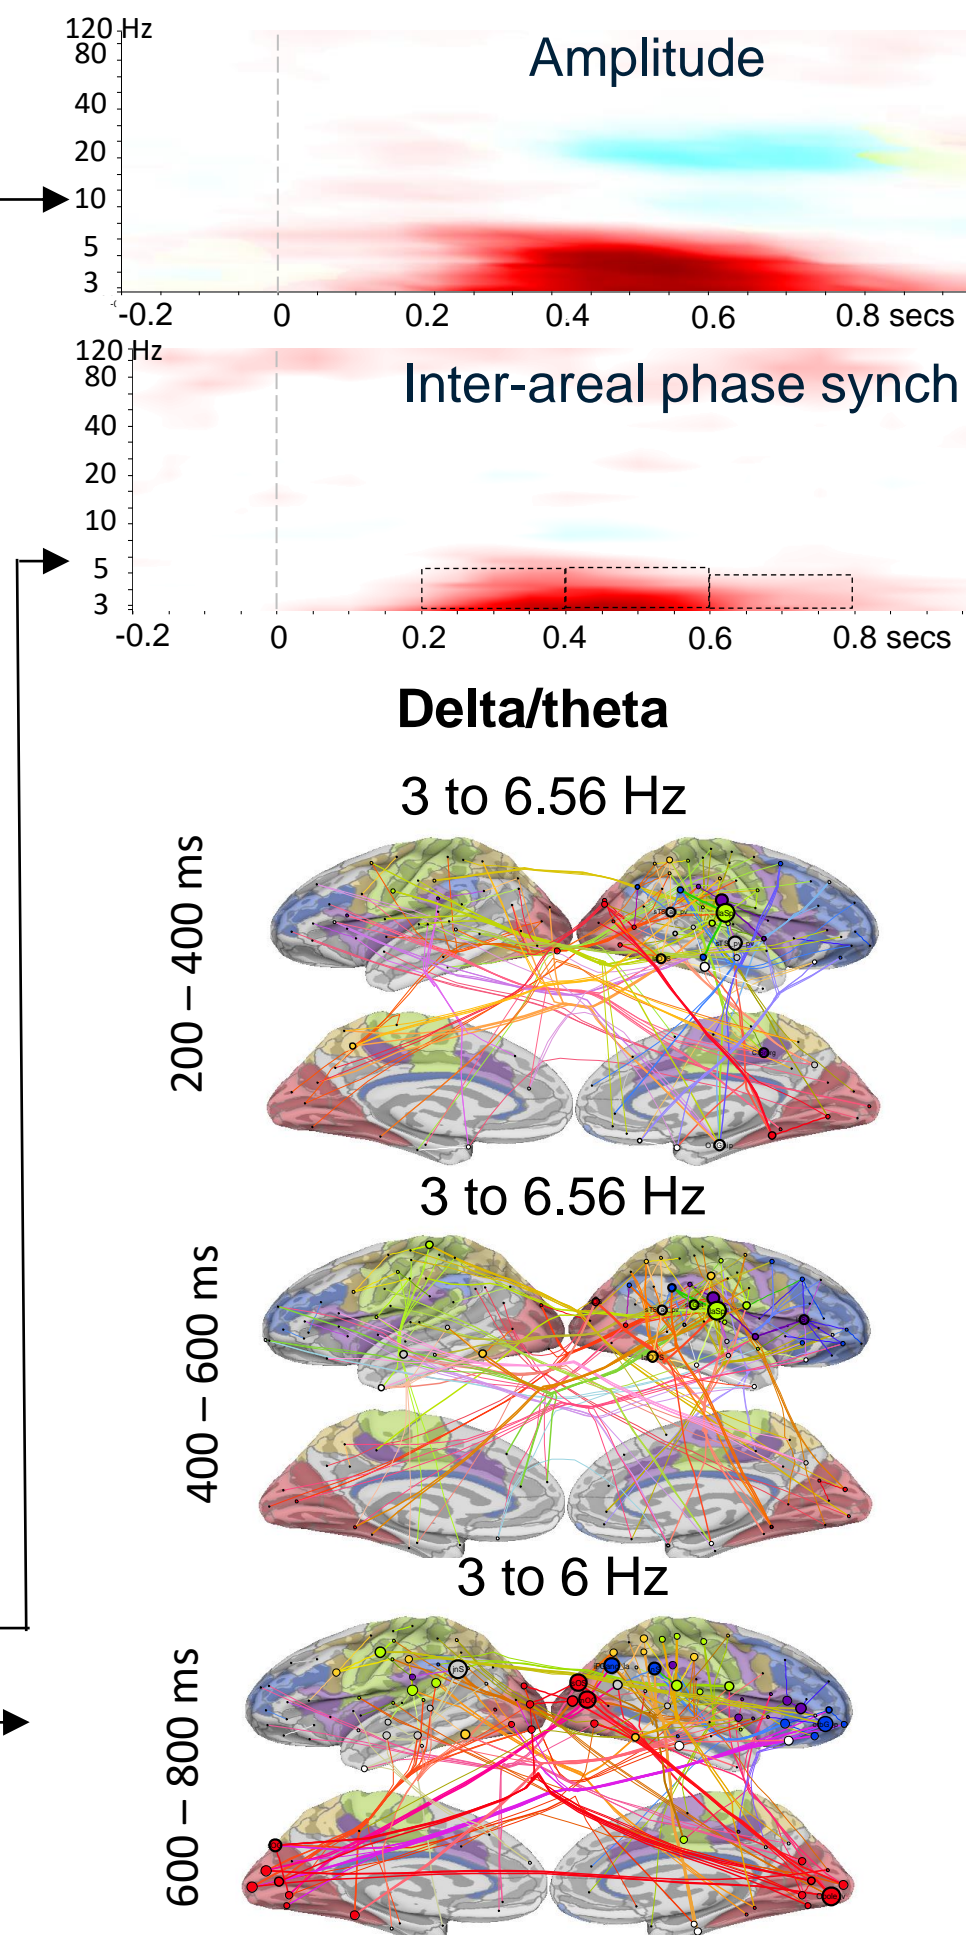 120 Hz
Amplitude
80
40
20
10
5
3
-0.2 0 0.2 0.4 0.6 0.8 secs
120 Hz
Inter-areal phase synch
80
40
20
10
5
3
-0.2 0 0.2 0.4 0.6 0.8 secs
Delta/theta
3 to 6.56 Hz
200 – 400 ms
3 to 6.56 Hz
400 – 600 ms
3 to 6 Hz
600 – 800 ms